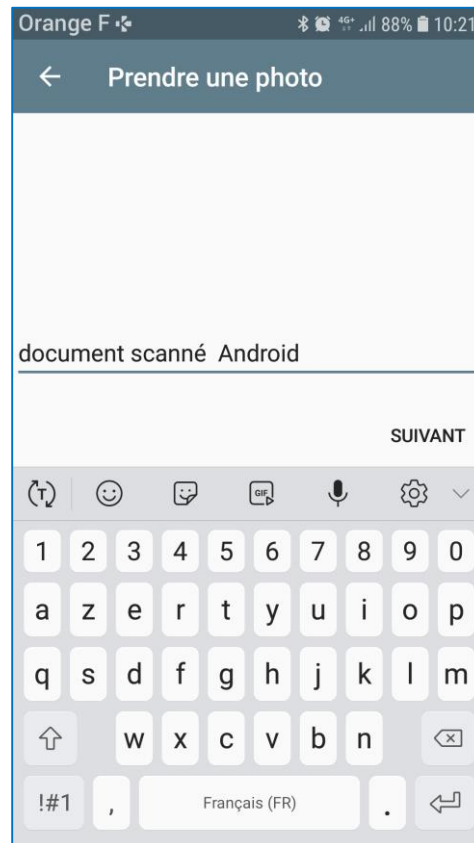 Orange F 4G+ 88% 10:21
Prendre une photo
document scanné  Android
SUIVANT
T GIF
1 2 3 4 5 6 7 8 9 0
a z e r t y u i o p
q s d f g h j k l m
w x c v b n
!#1 , Français (FR) .